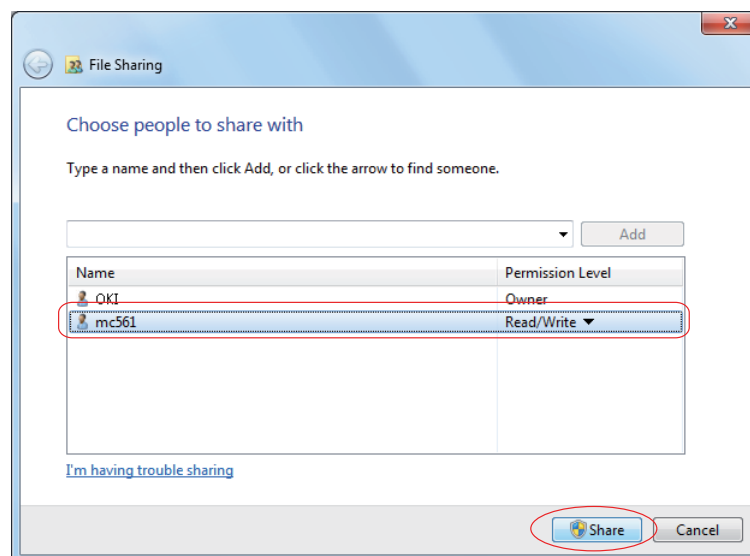 File Sharing
Choose people to share with
Type a name and then click Add, or click the arrow to find someone.
Add
Name Permission Level
OKI Owner
mc561 Read/Write
I'm having trouble sharing
Share Cancel